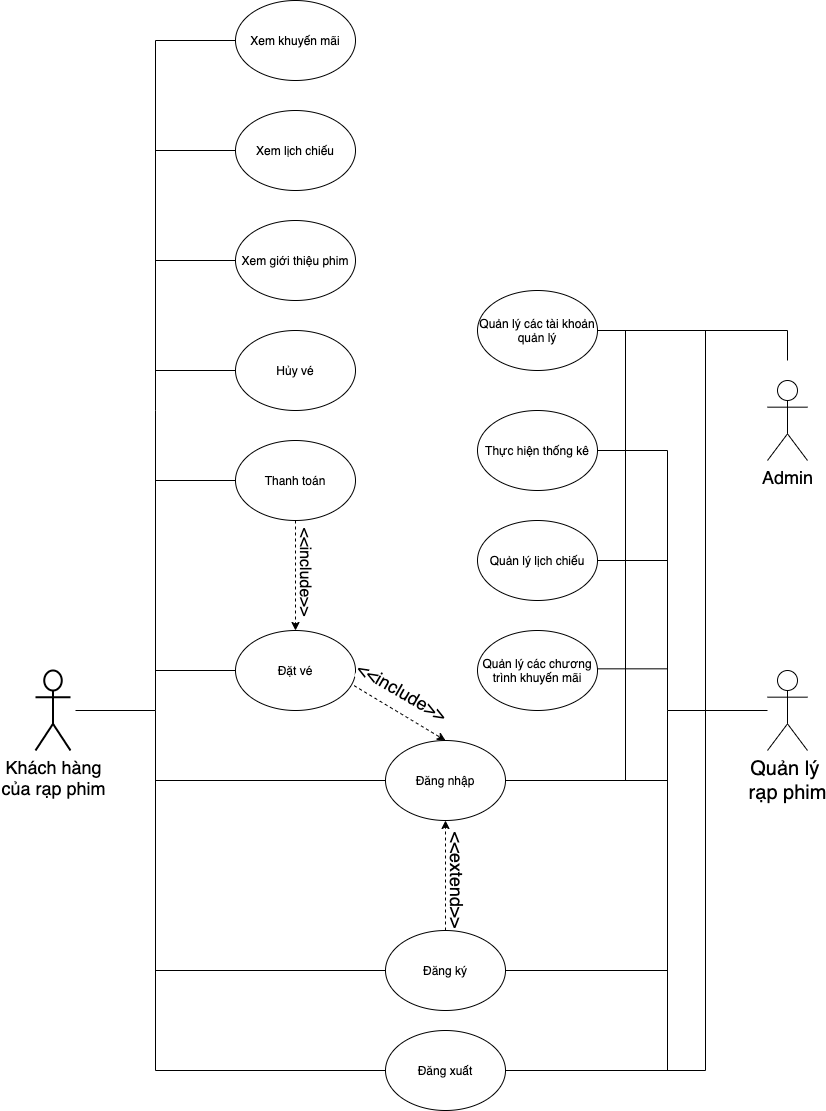 Xem khuyến mãi
Xem lịch chiếu
Xem giới thiệu phim
Hủy vé
Thanh toán
<<include>>
Đặt vé
<<include>>
Khách hàng
của rạp phim
Đăng nhập
<<extend>>
Đăng ký
Đăng xuất
Quản lý các tài khoản
quản lý
Thực hiện thống kê
Quản lý lịch chiếu
Quản lý các chương
trình khuyến mãi
Admin
Quản lý
rạp phim